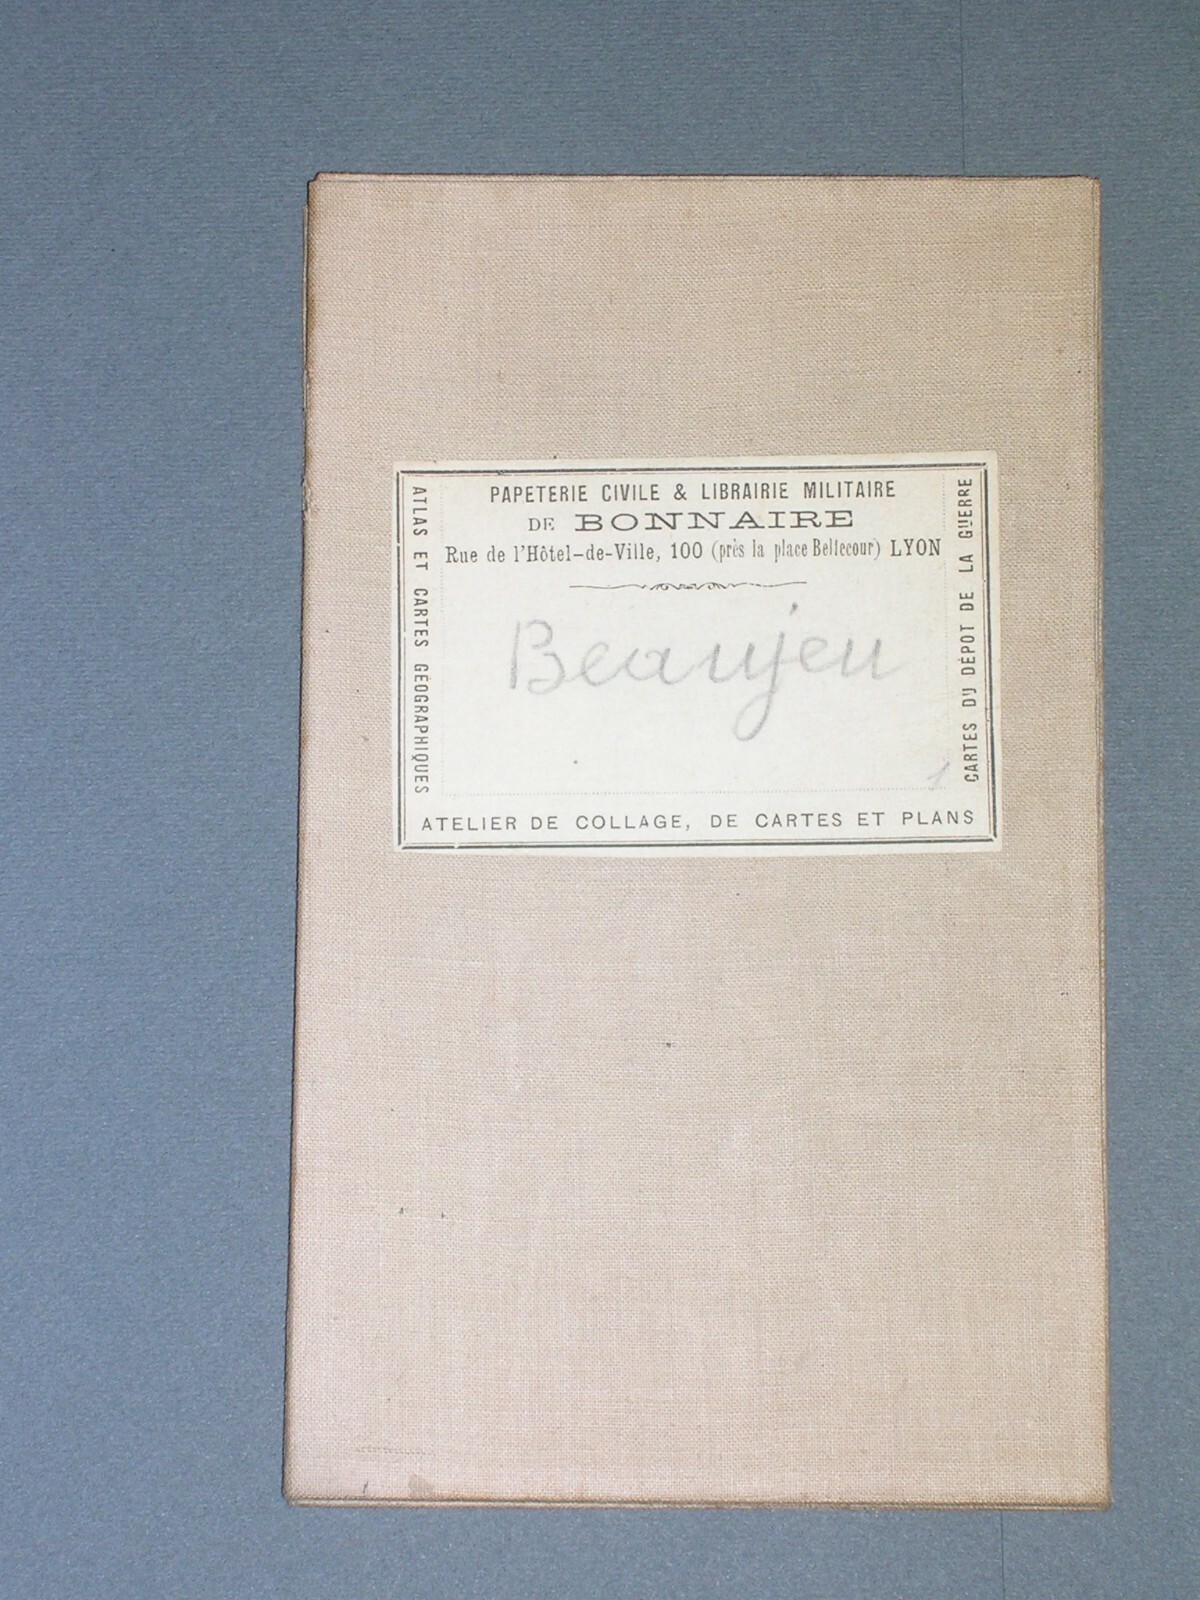 PAPETERIE CIVILE & LIBRAIRIE MILITAIRE
DE BONNAIRE
Rue de l'Hôtel-de-Ville, 100 (près la place Bellecour) LYON
ATLAS ET CARTES GÉOGRAPHIQUES
Beaujeu
1
CARTES DU DÉPOT DE LA GUERRE
ATELIER DE COLLAGE, DE CARTES ET PLANS